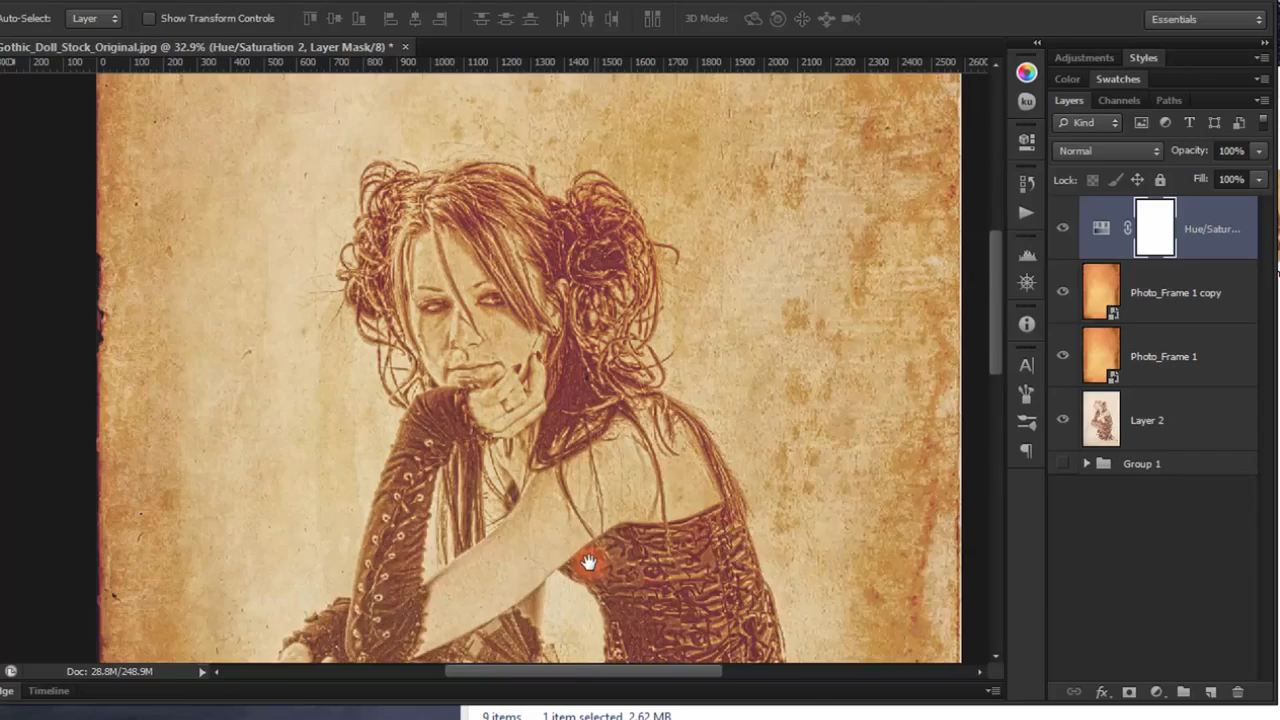 Auto-Select: Layer Show Transform Controls 3D Mode: Essentials
Gothic_Doll_Stock_Original.jpg @ 32.9% (Hue/Saturation 2, Layer Mask/8) * ×
200 100 0 100 200 300 400 500 600 700 800 900 1000 1100 1200 1300 1400 1500 1600 1700 1800 1900 2000 2100 2200 2300 2400 2500 2600
Adjustments Styles
Color Swatches
Layers Channels Paths
Kind
Normal Opacity: 100%
Lock: Fill: 100%
Hue/Satur...
Photo_Frame 1 copy
Photo_Frame 1
Layer 2
Group 1
ku
A
Doc: 28.8M/248.9M
Timeline
9 items 1 item selected 2.62 MB